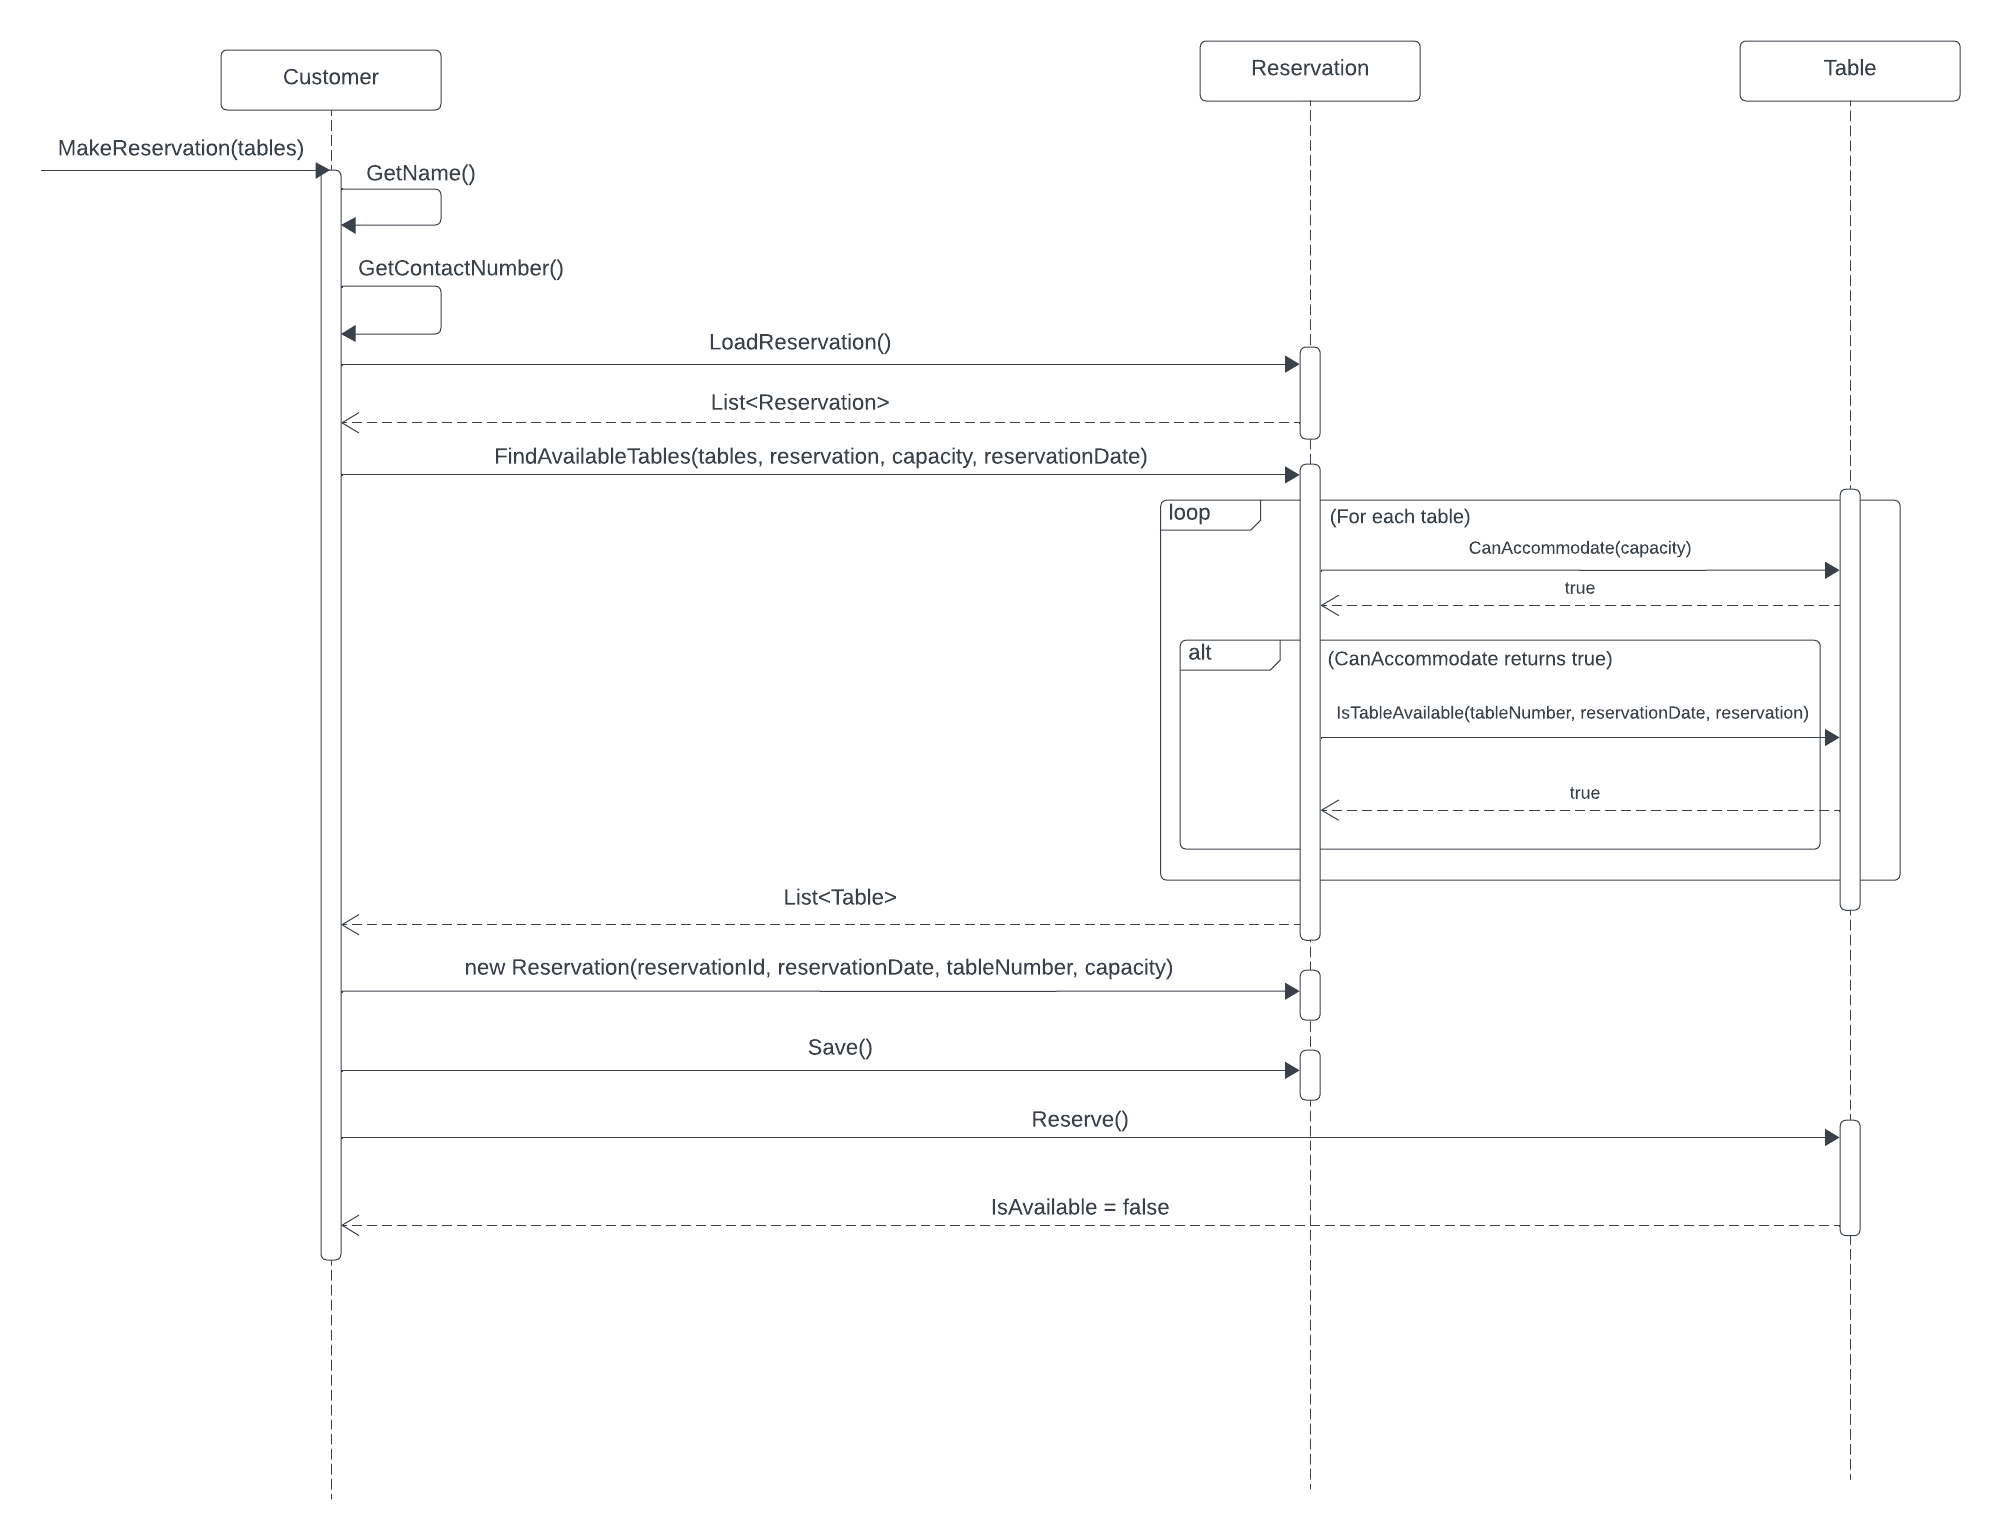 Customer
Reservation
Table
MakeReservation(tables)
GetName()
GetContactNumber()
LoadReservation()
List<Reservation>
FindAvailableTables(tables, reservation, capacity, reservationDate)
loop
(For each table)
CanAccommodate(capacity)
true
alt
(CanAccommodate returns true)
IsTableAvailable(tableNumber, reservationDate, reservation)
true
List<Table>
new Reservation(reservationId, reservationDate, tableNumber, capacity)
Save()
Reserve()
IsAvailable = false